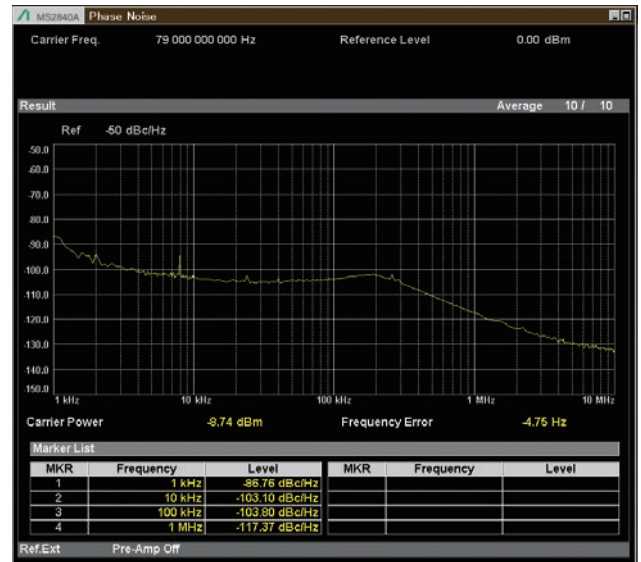 MS2840A Phase Noise
Carrier Freq. 79 000 000 000 Hz Reference Level 0.00 dBm
Result Average 10 / 10
Ref -50 dBc/Hz
-50.0
-60.0
-70.0
-80.0
-90.0
-100.0
-110.0
-120.0
-130.0
-140.0
-150.0
1 kHz 10 kHz 100 kHz 1 MHz 10 MHz
Carrier Power -9.74 dBm Frequency Error -4.75 Hz
Marker List
MKR Frequency Level MKR Frequency Level
1 1 kHz -86.76 dBc/Hz
2 10 kHz -103.10 dBc/Hz
3 100 kHz -103.80 dBc/Hz
4 1 MHz -117.37 dBc/Hz
Ref.Ext Pre-Amp Off